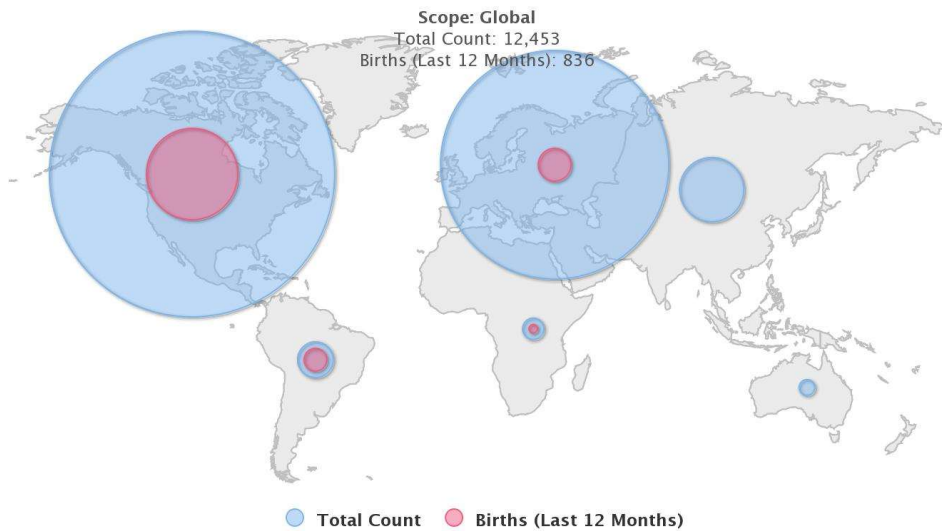 Scope: Global
Total Count: 12,453
Births (Last 12 Months): 836
Total Count Births (Last 12 Months)